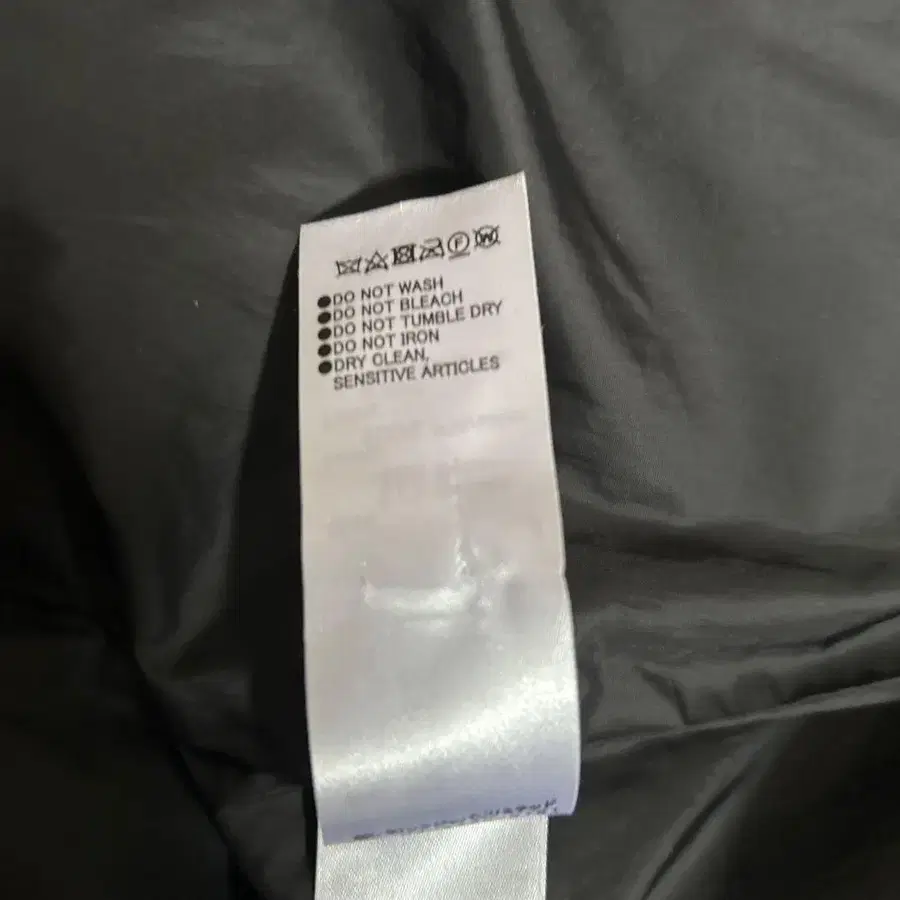 F W
●DO NOT WASH
●DO NOT BLEACH
●DO NOT TUMBLE DRY
●DO NOT IRON
●DRY CLEAN,
SENSITIVE ARTICLES